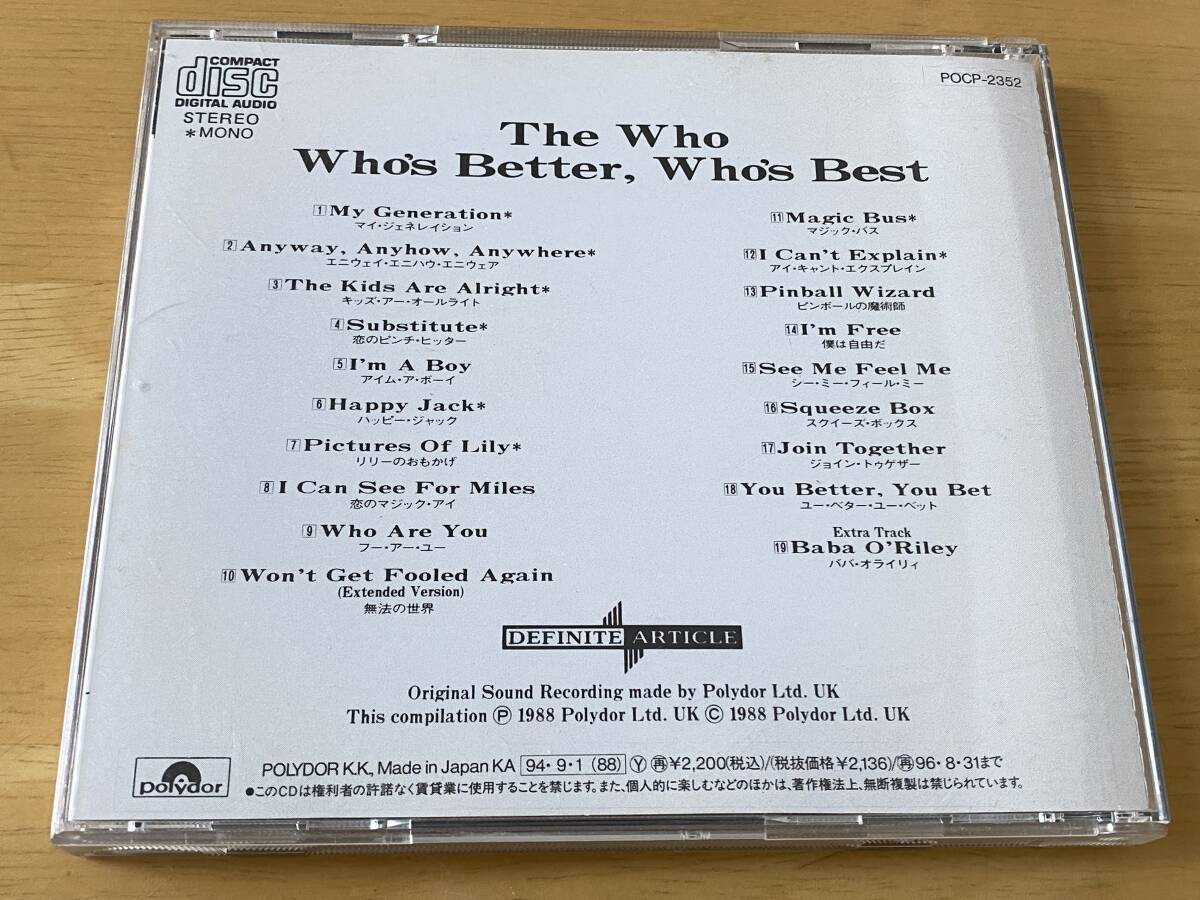 COMPACT
disc
DIGITAL AUDIO
STEREO
*MONO
POCP-2352
The Who
Who's Better, Who's Best
1 My Generation*
マイ・ジェネレイション
2 Anyway, Anyhow, Anywhere*
エニウェイ・エニハウ・エニウェア
3 The Kids Are Alright*
キッズ・アー・オールライト
4 Substitute*
恋のピンチ・ヒッター
5 I'm A Boy
アイム・ア・ボーイ
6 Happy Jack*
ハッピー・ジャック
7 Pictures Of Lily*
リリーのおもかげ
8 I Can See For Miles
恋のマジック・アイ
9 Who Are You
フー・アー・ユー
10 Won't Get Fooled Again
(Extended Version)
無法の世界
11 Magic Bus*
マジック・バス
12 I Can't Explain*
アイ・キャント・エクスプレイン
13 Pinball Wizard
ピンボールの魔術師
14 I'm Free
僕は自由だ
15 See Me Feel Me
シー・ミー・フィール・ミー
16 Squeeze Box
スクイーズ・ボックス
17 Join Together
ジョイン・トゥゲザー
18 You Better, You Bet
ユー・ベター・ユー・ベット
Extra Track
19 Baba O'Riley
ババ・オライリィ
DEFINITE ARTICLE
Original Sound Recording made by Polydor Ltd. UK
This compilation Ⓟ 1988 Polydor Ltd. UK Ⓒ 1988 Polydor Ltd. UK
polydor
POLYDOR K.K., Made in Japan KA 94・9・1 (88) Ⓨ 再¥2,200(税込)/(税抜価格¥2,136)/再96・8・31まで
●このCDは権利者の許諾なく賃貸業に使用することを禁じます。また、個人的に楽しむなどのほかは、著作権法上、無断複製は禁じられています。